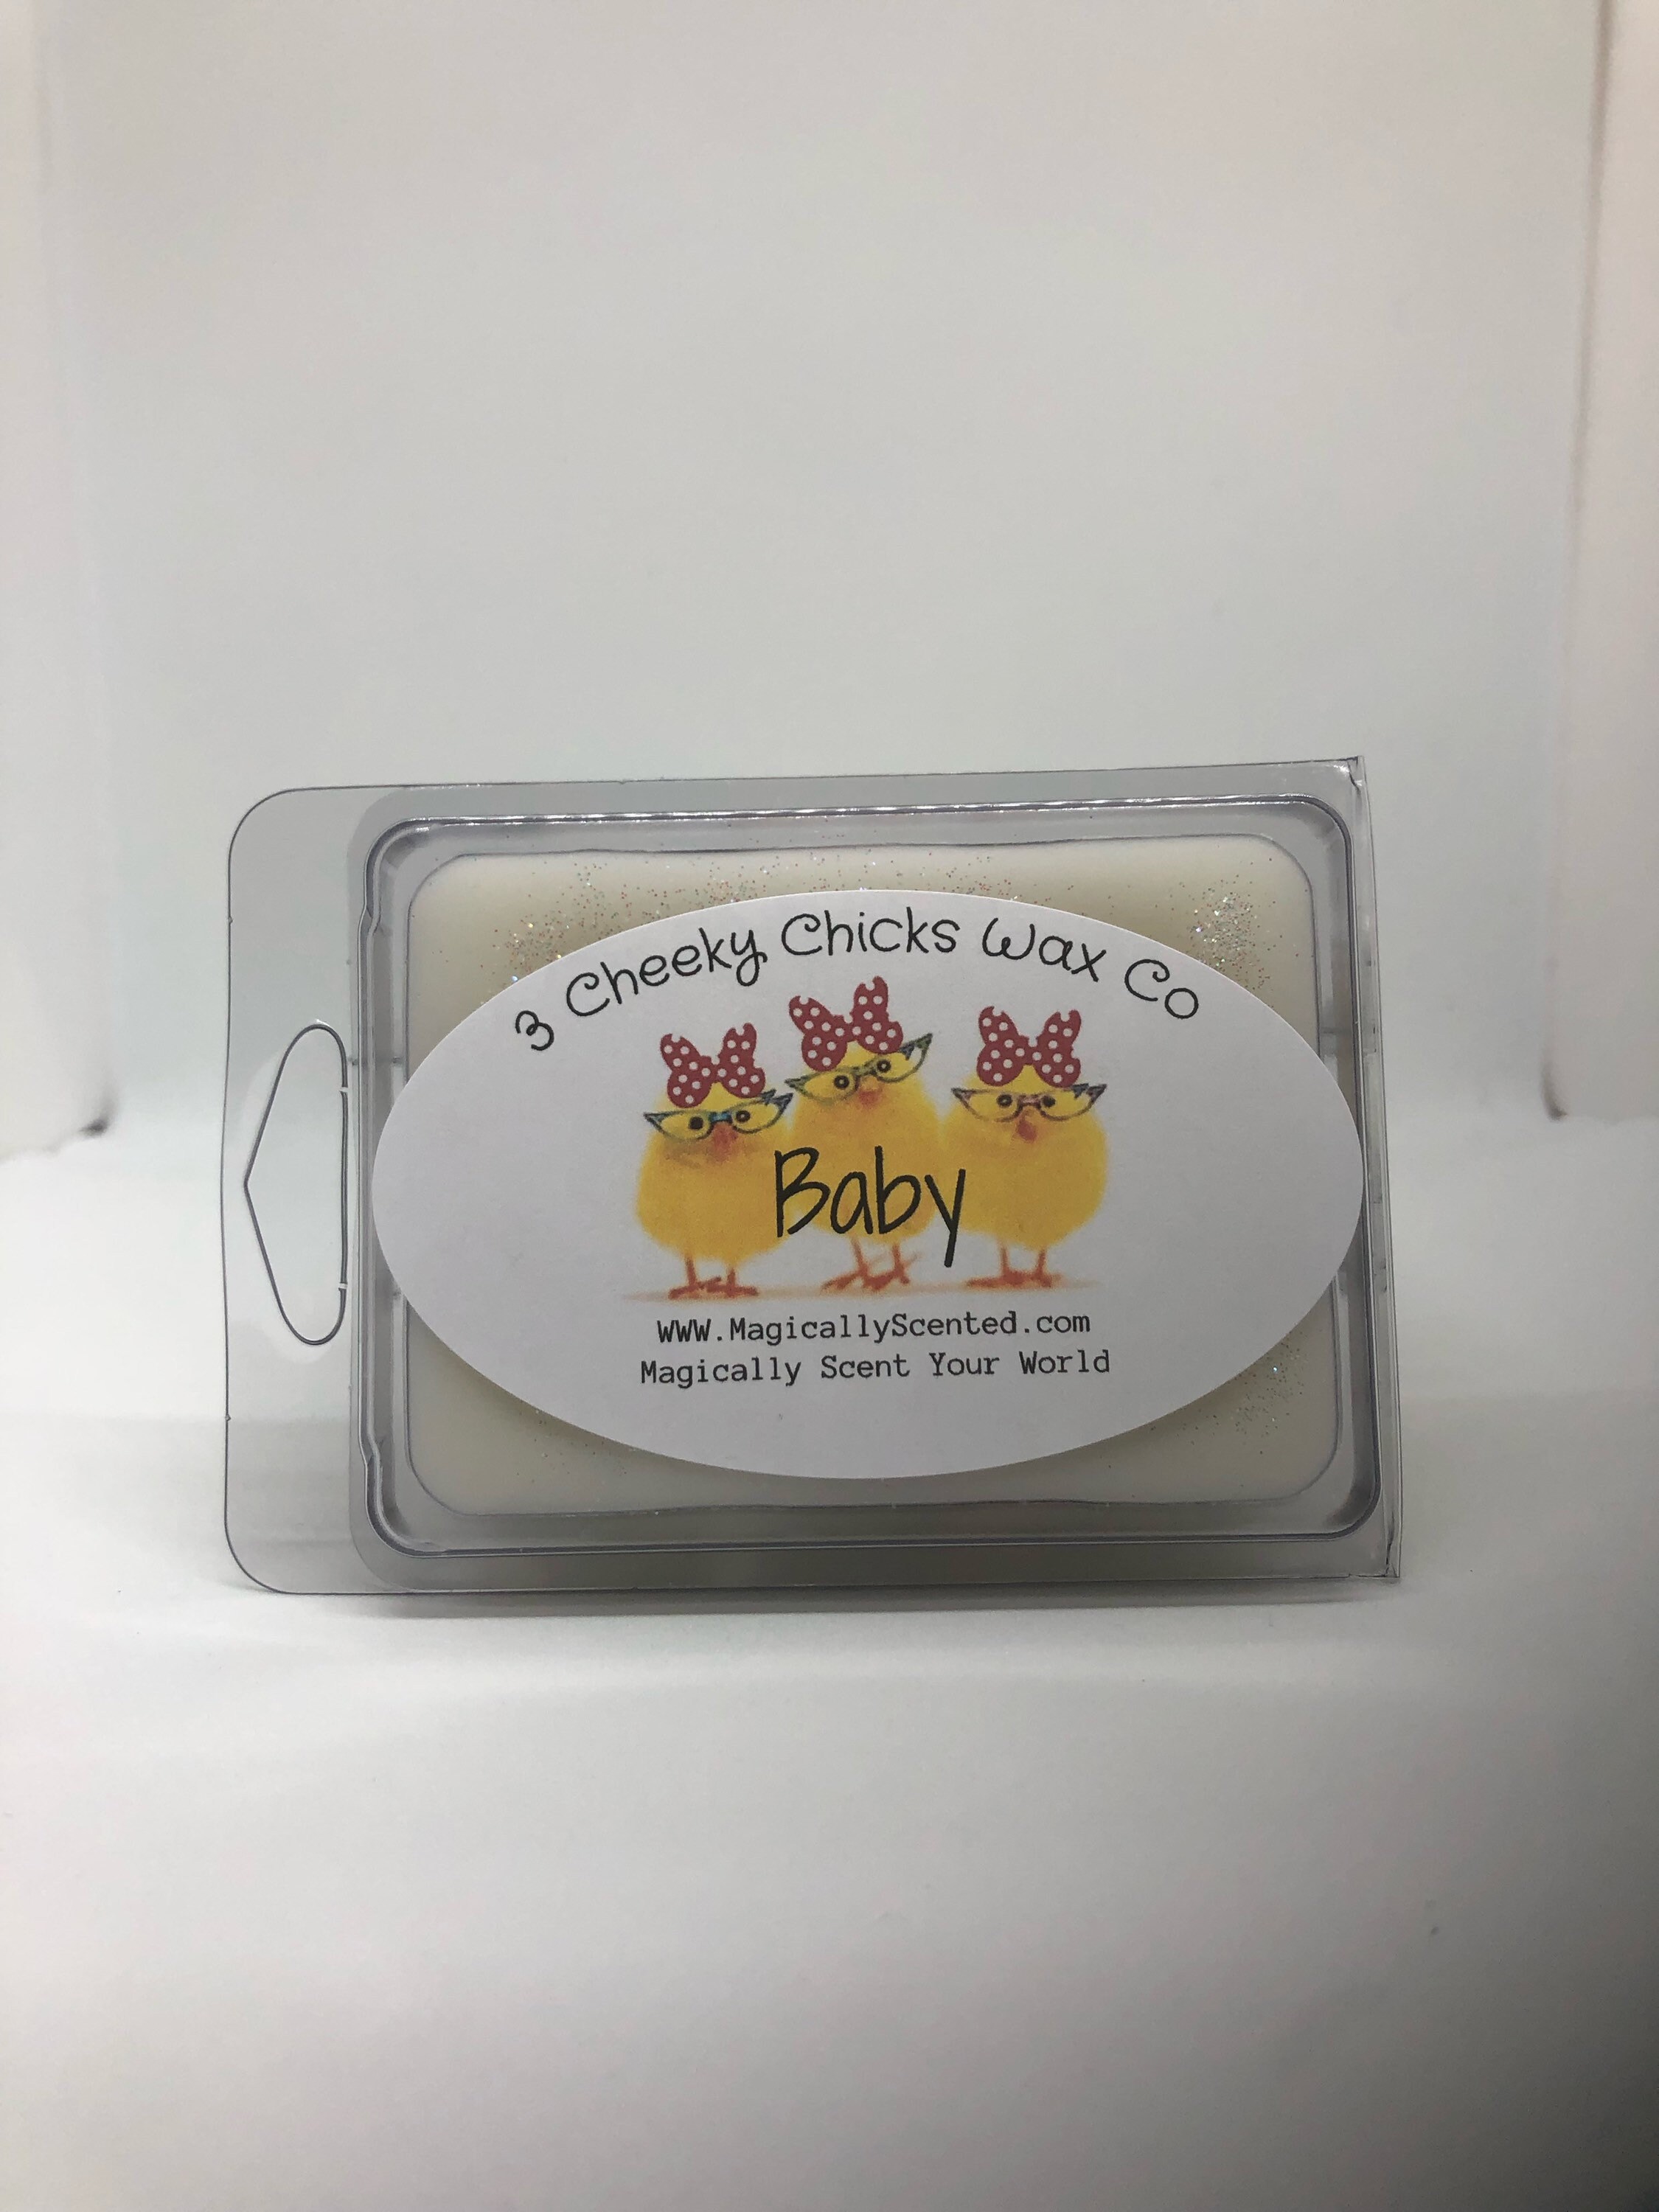 3 Cheeky Chicks Wax Co
Baby
WWW.MagicallyScented.com
Magically Scent Your World